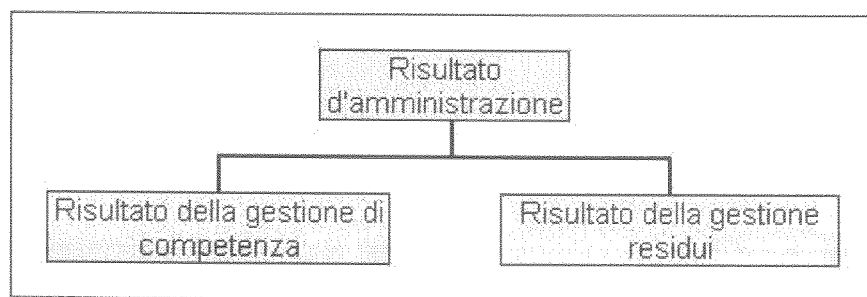 Risultato
d'amministrazione
Risultato della gestione di
competenza
Risultato della gestione
residui